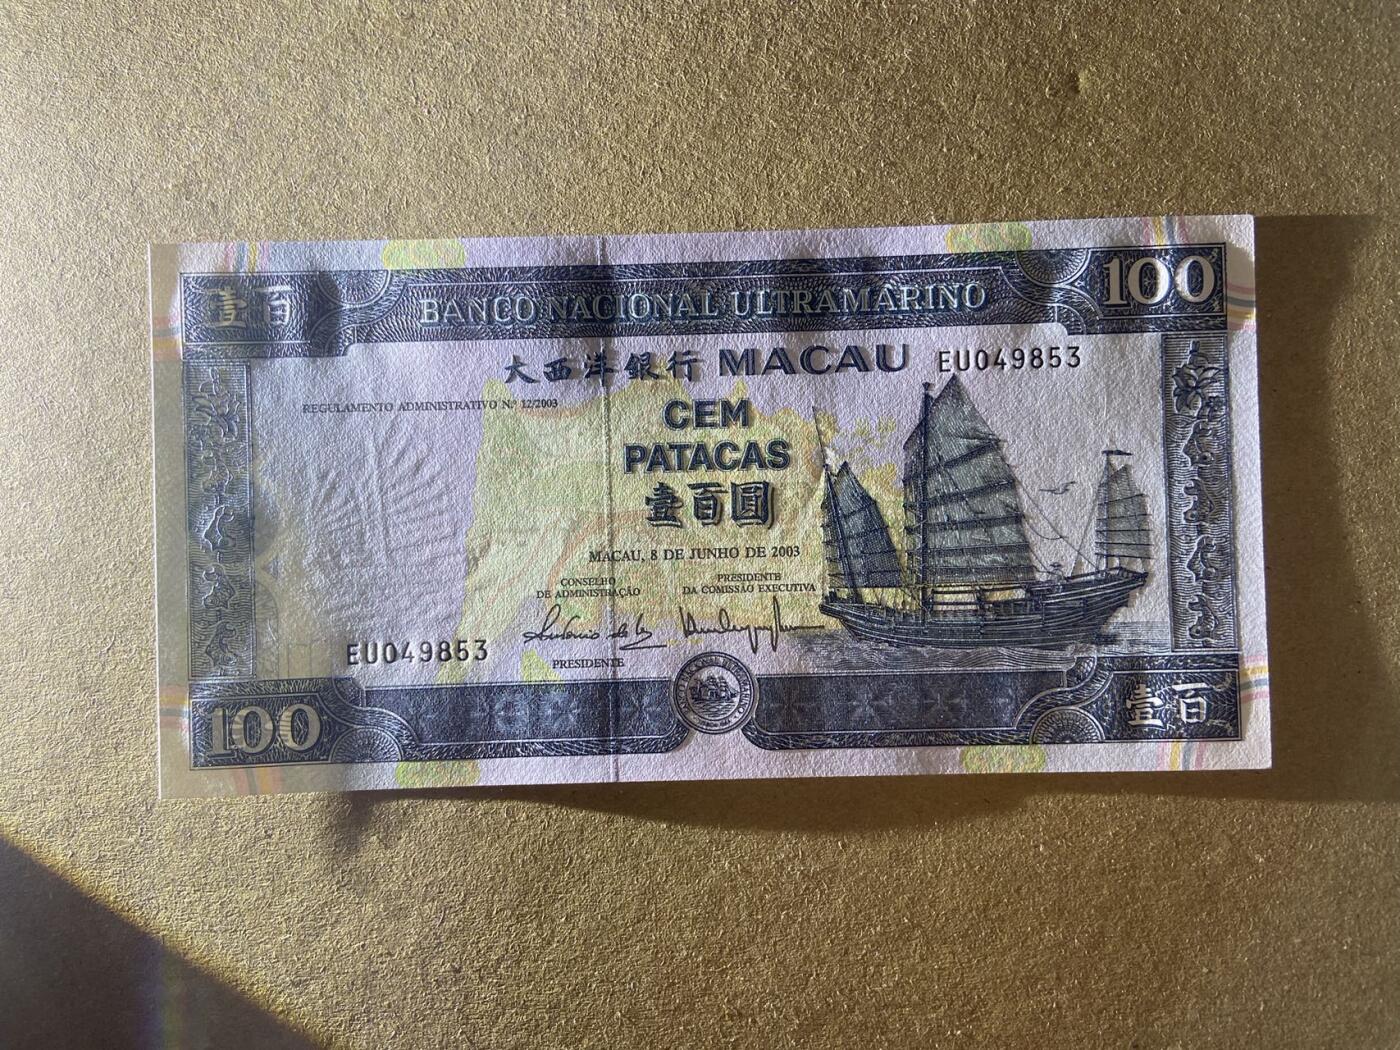 壹百
BANCO NACIONAL ULTRAMARINO
100
大西洋銀行 MACAU EU049853
REGULAMENTO ADMINISTRATIVO N.º 12/2003
CEM
PATACAS
壹百圓
MACAU, 8 DE JUNHO DE 2003
CONSELHO
DE ADMINISTRAÇÃO
PRESIDENTE
DA COMISSÃO EXECUTIVA
EU049853
PRESIDENTE
100
壹百